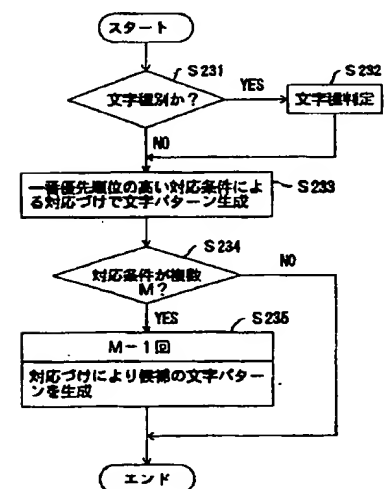 スタート
S231
文字種別か?
YES
S232
文字種判定
NO
一番優先順位の高い対応条件によ
る対応づけで文字パターン生成
S233
S234
対応条件が複数
M?
NO
YES
S235
M-1回
対応づけにより候補の文字パター
ンを生成
エンド